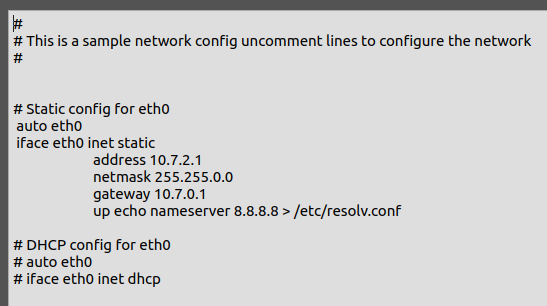 #
# This is a sample network config uncomment lines to configure the network
#
# Static config for eth0
auto eth0
iface eth0 inet static
address 10.7.2.1
netmask 255.255.0.0
gateway 10.7.0.1
up echo nameserver 8.8.8.8 > /etc/resolv.conf
# DHCP config for eth0
# auto eth0
# iface eth0 inet dhcp